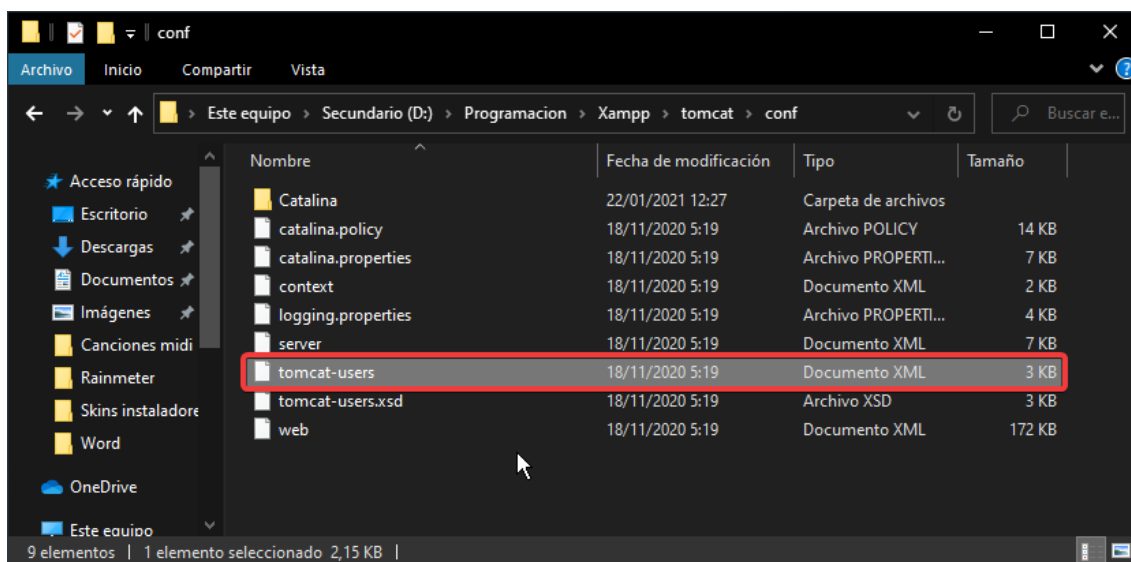 conf
Archivo Inicio Compartir Vista
Este equipo > Secundario (D:) > Programacion > Xampp > tomcat > conf Buscar e...
Nombre Fecha de modificación Tipo Tamaño
Acceso rápido
Escritorio
Descargas
Documentos
Imágenes
Canciones midi
Rainmeter
Skins instaladore
Word
OneDrive
Este equipo
Catalina 22/01/2021 12:27 Carpeta de archivos
catalina.policy 18/11/2020 5:19 Archivo POLICY 14 KB
catalina.properties 18/11/2020 5:19 Archivo PROPERTI... 7 KB
context 18/11/2020 5:19 Documento XML 2 KB
logging.properties 18/11/2020 5:19 Archivo PROPERTI... 4 KB
server 18/11/2020 5:19 Documento XML 7 KB
tomcat-users 18/11/2020 5:19 Documento XML 3 KB
tomcat-users.xsd 18/11/2020 5:19 Archivo XSD 3 KB
web 18/11/2020 5:19 Documento XML 172 KB
9 elementos | 1 elemento seleccionado 2,15 KB |